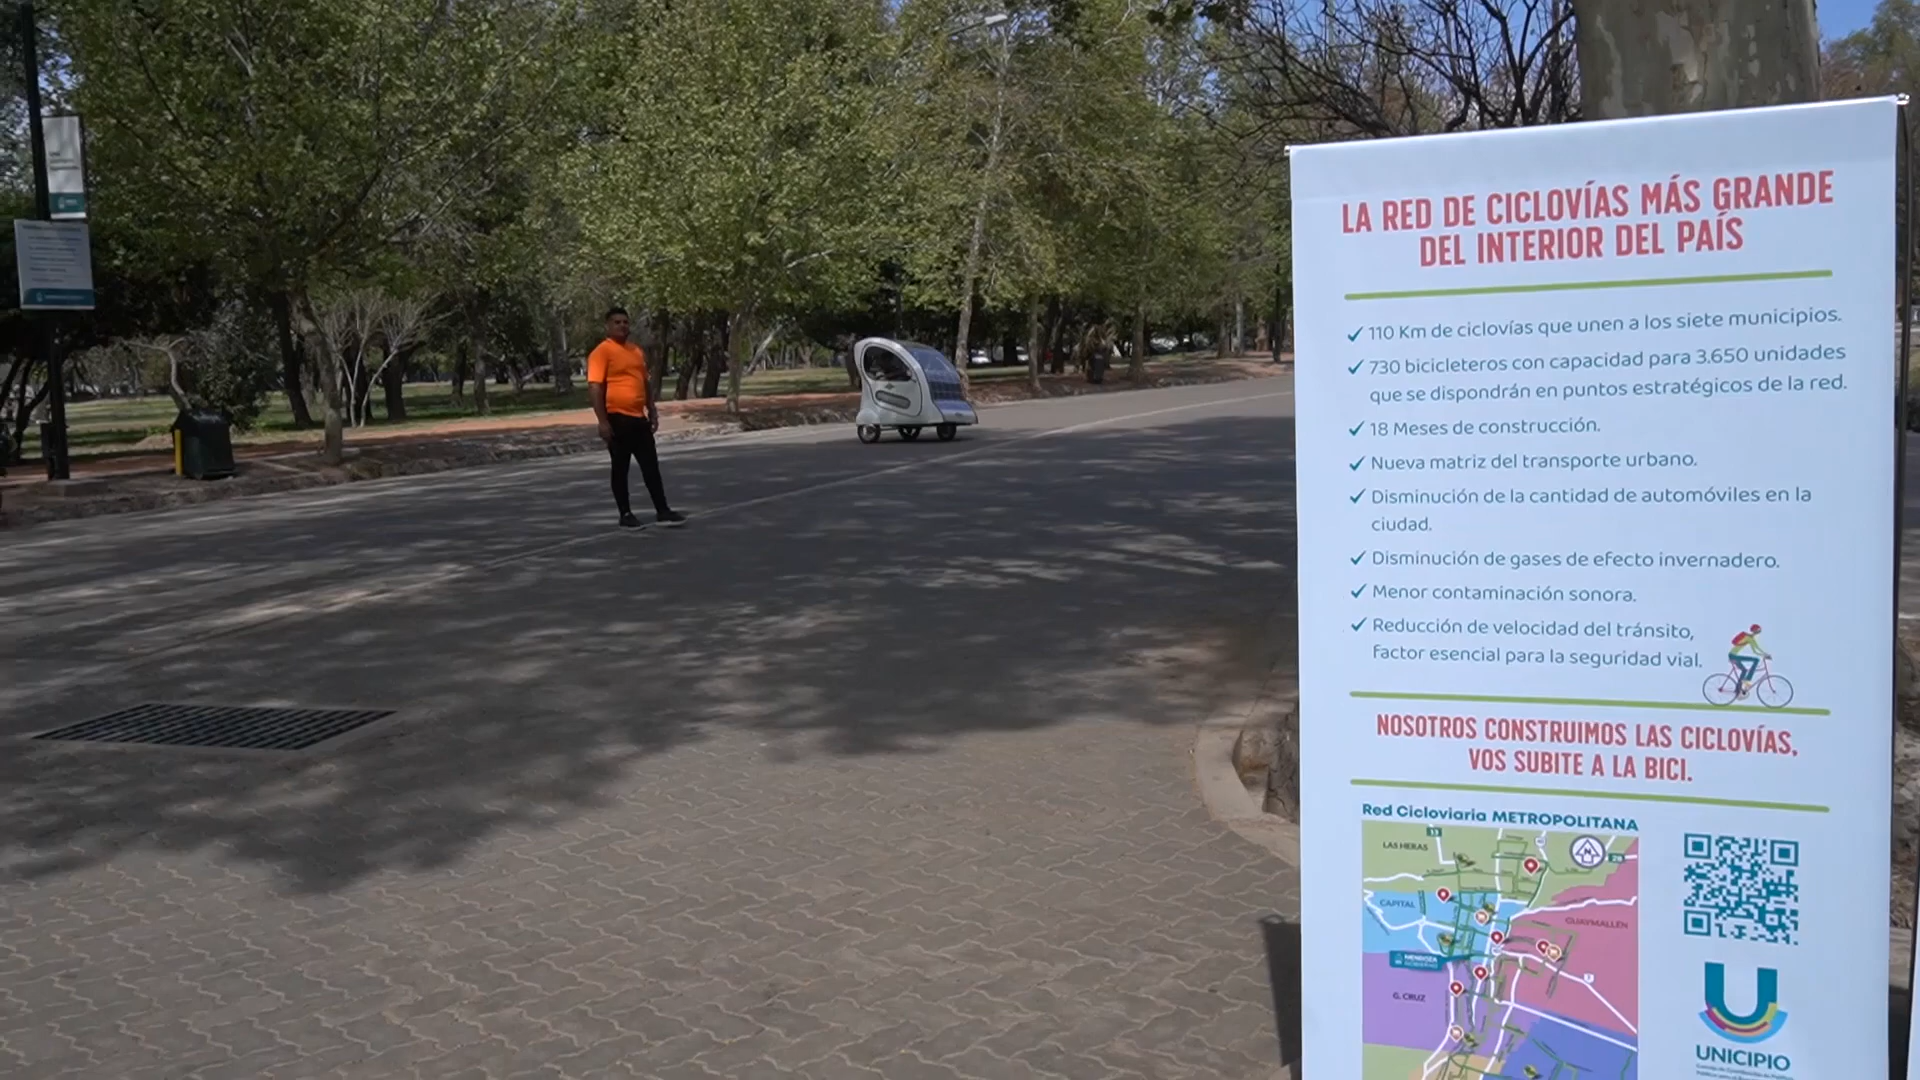 LA RED DE CICLOVÍAS MÁS GRANDE
DEL INTERIOR DEL PAÍS
110 Km de ciclovías que unen a los siete municipios.
730 bicicleteros con capacidad para 3.650 unidades
que se dispondrán en puntos estratégicos de la red.
18 Meses de construcción.
Nueva matriz del transporte urbano.
Disminución de la cantidad de automóviles en la
ciudad.
Disminución de gases de efecto invernadero.
Menor contaminación sonora.
Reducción de velocidad del tránsito,
Factor esencial para la seguridad vial.
NOSOTROS CONSTRUIMOS LAS CICLOVÍAS,
VOS SUBITE A LA BICI.
Red Cicloviaria METROPOLITANA
LAS HERAS
N
CAPITAL
GUAYMALLÉN
MENDOZA
GOBIERNO
G. CRUZ
UNICIPIO